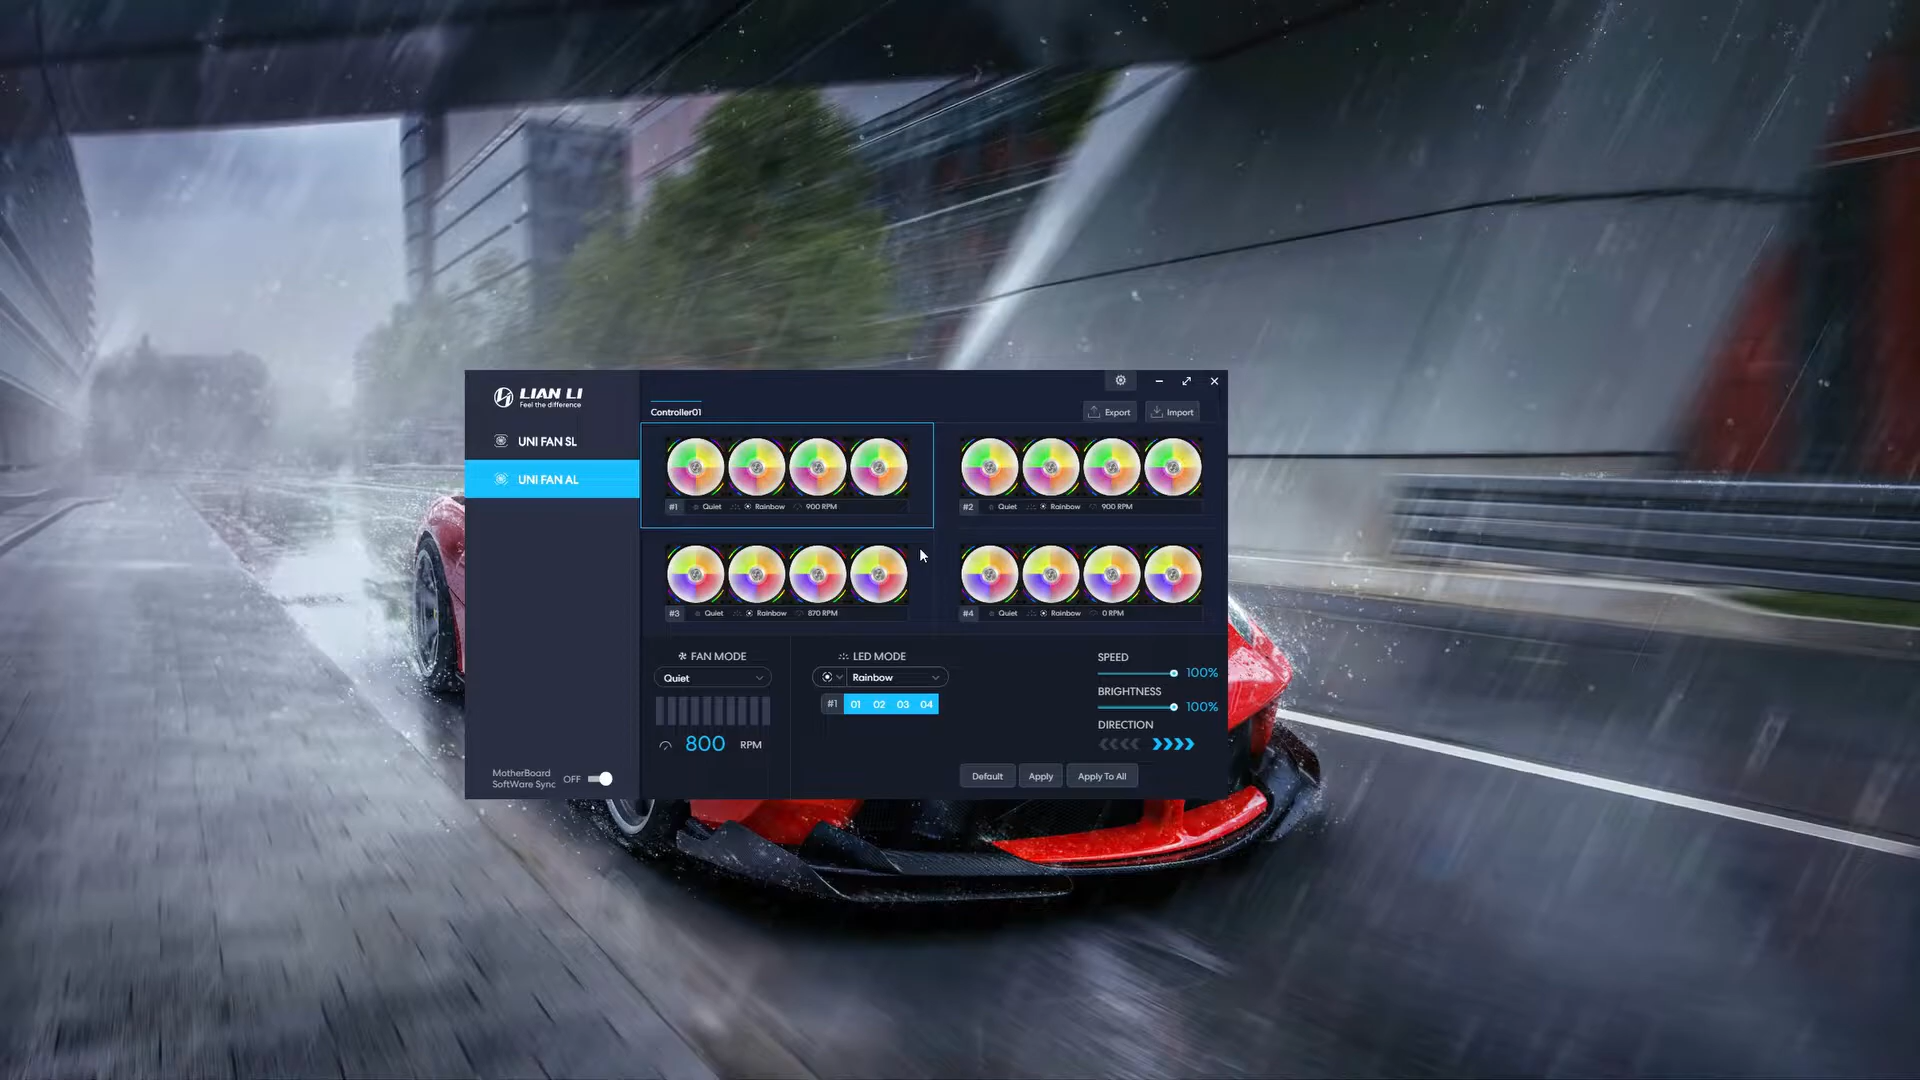 LIAN LI
Feel the difference
UNI FAN SL
UNI FAN AL
MotherBoard
SoftWare Sync
OFF
Controller01
Export
Import
#1 Quiet Rainbow 900 RPM
#2 Quiet Rainbow 900 RPM
#3 Quiet Rainbow 870 RPM
#4 Quiet Rainbow 0 RPM
FAN MODE
Quiet
800 RPM
LED MODE
Rainbow
#1 01 02 03 04
SPEED
100%
BRIGHTNESS
100%
DIRECTION
Default
Apply
Apply To All